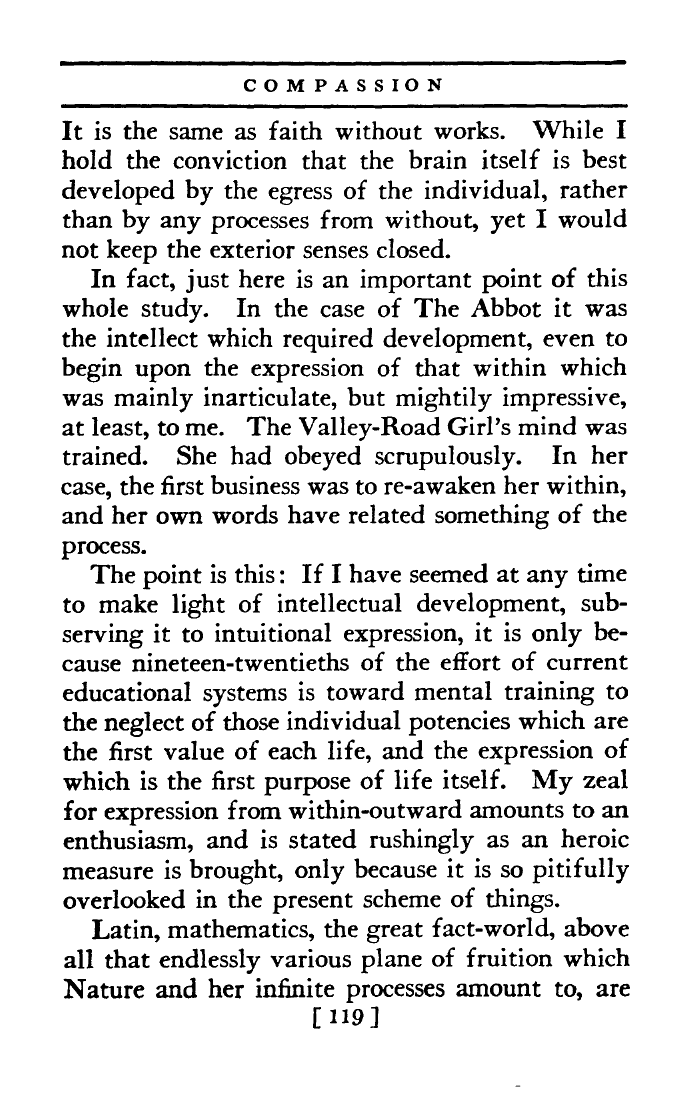 COMPASSION
It is the same as faith without works. While I
hold the conviction that the brain itself is best
developed by the egress of the individual, rather
than by any processes from without, yet I would
not keep the exterior senses closed.
In fact, just here is an important point of this
whole study. In the case of The Abbot it was
the intellect which required development, even to
begin upon the expression of that within which
was mainly inarticulate, but mightily impressive,
at least, to me. The Valley-Road Girl's mind was
trained. She had obeyed scrupulously. In her
case, the first business was to re-awaken her within,
and her own words have related something of the
process.
The point is this: If I have seemed at any time
to make light of intellectual development, sub-
serving it to intuitional expression, it is only be-
cause nineteen-twentieths of the effort of current
educational systems is toward mental training to
the neglect of those individual potencies which are
the first value of each life, and the expression of
which is the first purpose of life itself. My zeal
for expression from within-outward amounts to an
enthusiasm, and is stated rushingly as an heroic
measure is brought, only because it is so pitifully
overlooked in the present scheme of things.
Latin, mathematics, the great fact-world, above
all that endlessly various plane of fruition which
Nature and her infinite processes amount to, are
[ 119 ]